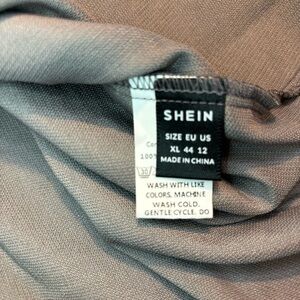 SHEIN
SIZE EU US
XL 44 12
MADE IN CHINA
100%
WASH WITH LIKE
COLORS, MACHINE
WASH COLD,
GENTLE CYCLE. DO